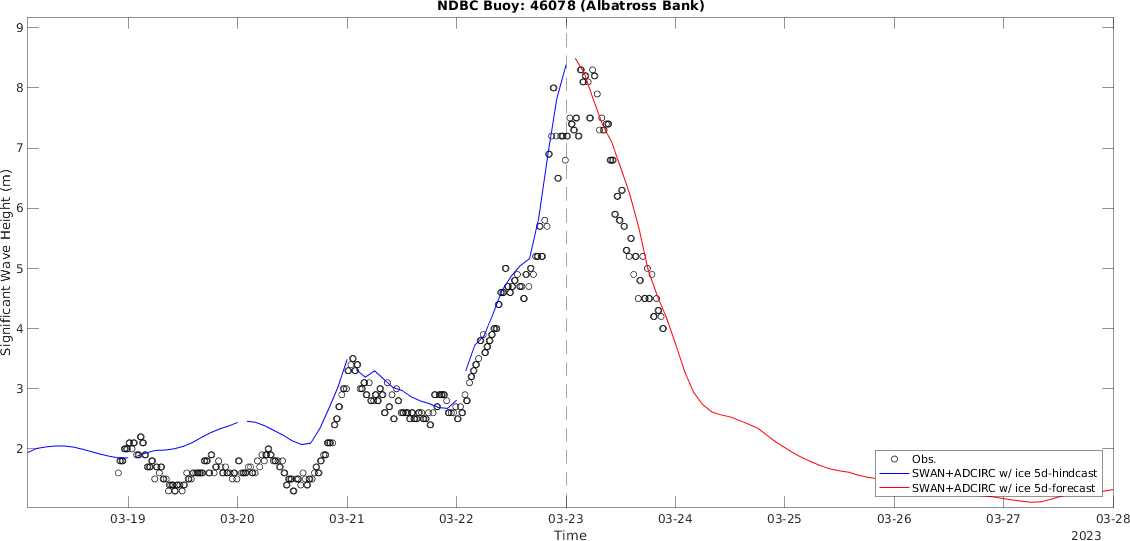 NDBC Buoy: 46078 (Albatross Bank)
9
8
7
6
5
4
3
2
Significant Wave Height (m)
Obs.
SWAN+ADCIRC w/ ice 5d-hindcast
SWAN+ADCIRC w/ ice 5d-forecast
03-19 03-20 03-21 03-22 03-23 03-24 03-25 03-26 03-27 03-28
Time
2023